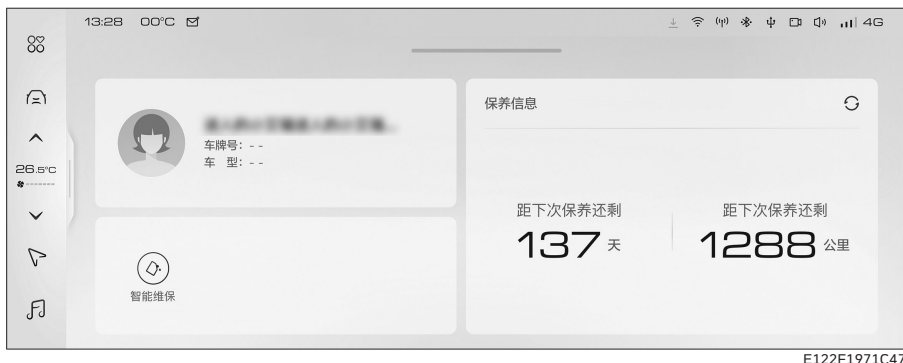 13:28 00°C
4G
26.5°C
车牌号：- -
车 型：- -
智能维保
保养信息
距下次保养还剩
137 天
距下次保养还剩
1288 公里
E122E1971C47